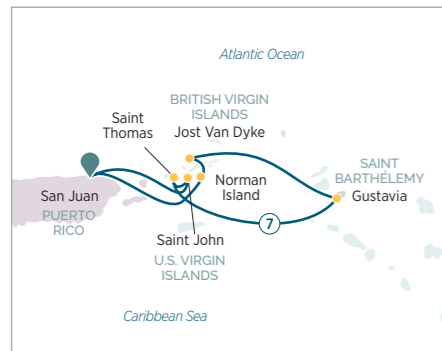 Atlantic Ocean
BRITISH VIRGIN
ISLANDS
Saint
Thomas
Jost Van Dyke
SAINT
BARTHÉLEMY
Gustavia
San Juan
PUERTO
RICO
Norman
Island
Saint John
U.S. VIRGIN
ISLANDS
7
Caribbean Sea